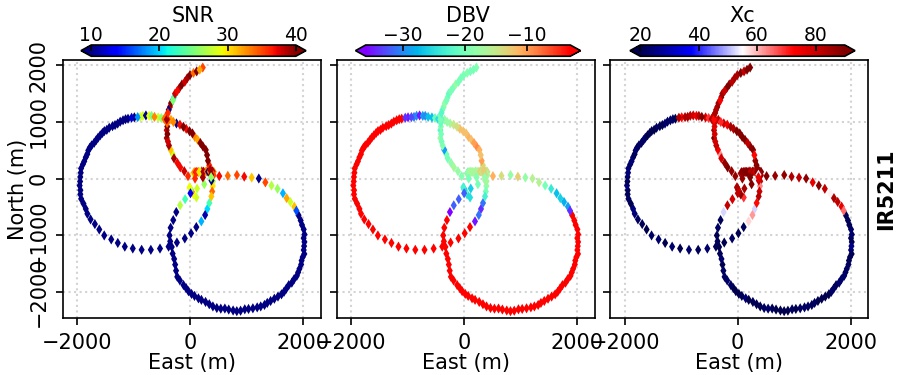 SNR DBV Xc
10 20 30 40 −30 −20 −10 20 40 60 80
2000
1000
0
−1000
−2000
North (m)
IR5211
−2000 0 2000 −2000 0 2000 −2000 0 2000
East (m) East (m) East (m)